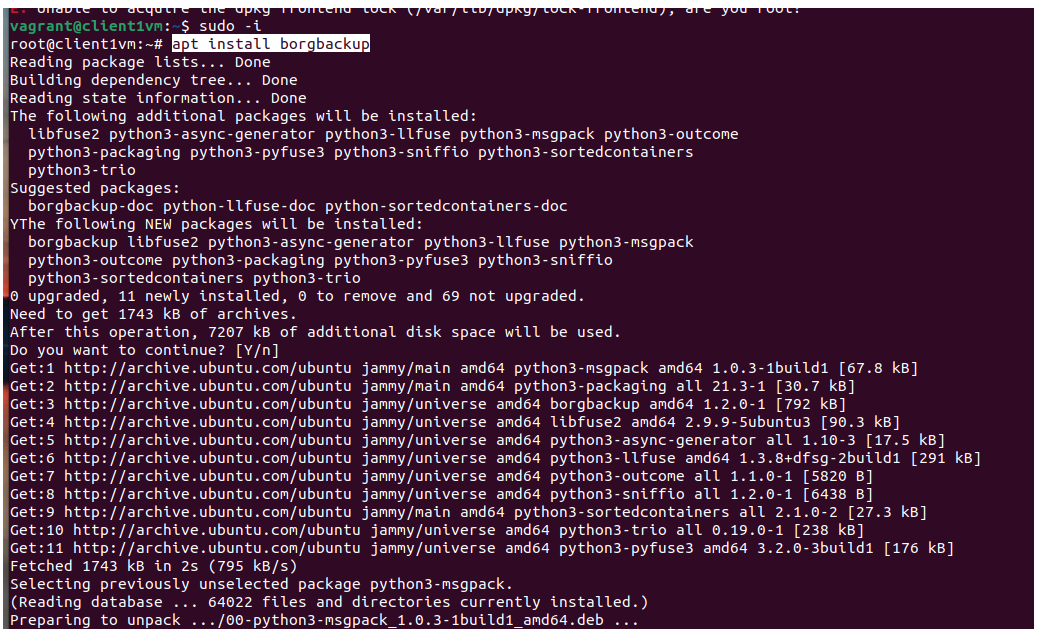 E: Unable to acquire the dpkg frontend lock (/var/lib/dpkg/lock-frontend), are you root?
vagrant@client1vm:~$ sudo -i
root@client1vm:~# apt install borgbackup
Reading package lists... Done
Building dependency tree... Done
Reading state information... Done
The following additional packages will be installed:
  libfuse2 python3-async-generator python3-llfuse python3-msgpack python3-outcome
  python3-packaging python3-pyfuse3 python3-sniffio python3-sortedcontainers
  python3-trio
Suggested packages:
  borgbackup-doc python-llfuse-doc python-sortedcontainers-doc
YThe following NEW packages will be installed:
  borgbackup libfuse2 python3-async-generator python3-llfuse python3-msgpack
  python3-outcome python3-packaging python3-pyfuse3 python3-sniffio
  python3-sortedcontainers python3-trio
0 upgraded, 11 newly installed, 0 to remove and 69 not upgraded.
Need to get 1743 kB of archives.
After this operation, 7207 kB of additional disk space will be used.
Do you want to continue? [Y/n]
Get:1 http://archive.ubuntu.com/ubuntu jammy/main amd64 python3-msgpack amd64 1.0.3-1build1 [67.8 kB]
Get:2 http://archive.ubuntu.com/ubuntu jammy/main amd64 python3-packaging all 21.3-1 [30.7 kB]
Get:3 http://archive.ubuntu.com/ubuntu jammy/universe amd64 borgbackup amd64 1.2.0-1 [792 kB]
Get:4 http://archive.ubuntu.com/ubuntu jammy/universe amd64 libfuse2 amd64 2.9.9-5ubuntu3 [90.3 kB]
Get:5 http://archive.ubuntu.com/ubuntu jammy/universe amd64 python3-async-generator all 1.10-3 [17.5 kB]
Get:6 http://archive.ubuntu.com/ubuntu jammy/universe amd64 python3-llfuse amd64 1.3.8+dfsg-2build1 [291 kB]
Get:7 http://archive.ubuntu.com/ubuntu jammy/universe amd64 python3-outcome all 1.1.0-1 [5820 B]
Get:8 http://archive.ubuntu.com/ubuntu jammy/universe amd64 python3-sniffio all 1.2.0-1 [6438 B]
Get:9 http://archive.ubuntu.com/ubuntu jammy/main amd64 python3-sortedcontainers all 2.1.0-2 [27.3 kB]
Get:10 http://archive.ubuntu.com/ubuntu jammy/universe amd64 python3-trio all 0.19.0-1 [238 kB]
Get:11 http://archive.ubuntu.com/ubuntu jammy/universe amd64 python3-pyfuse3 amd64 3.2.0-3build1 [176 kB]
Fetched 1743 kB in 2s (795 kB/s)
Selecting previously unselected package python3-msgpack.
(Reading database ... 64022 files and directories currently installed.)
Preparing to unpack .../00-python3-msgpack_1.0.3-1build1_amd64.deb ...